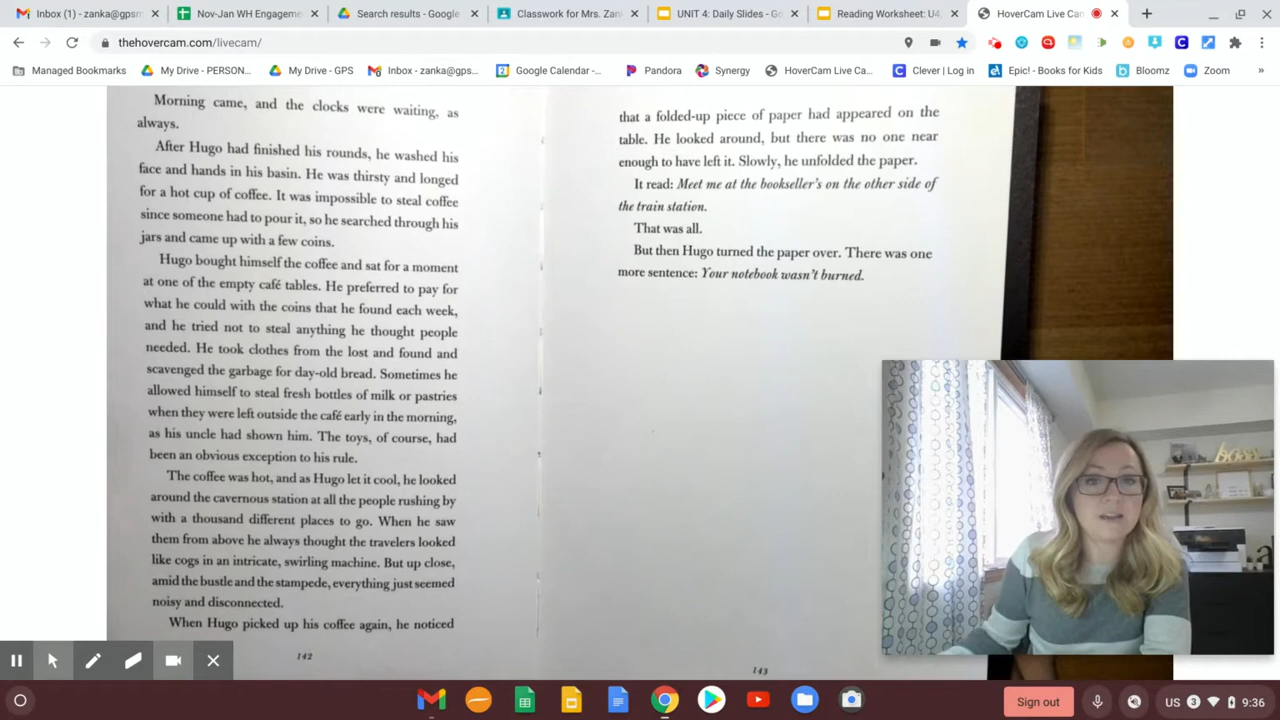 Inbox (1) - zanka@gpsm
Nov-Jan WH Engageme
Search results - Google
Classwork for Mrs. Zan
UNIT 4: Daily Slides - Go
Reading Worksheet: U4
HoverCam Live Can
thehovercam.com/livecam/
Managed Bookmarks
My Drive - PERSON...
My Drive - GPS
Inbox - zanka@gps...
Google Calendar -...
Pandora
Synergy
HoverCam Live Ca...
Clever | Log in
Epic! - Books for Kids
Bloomz
Zoom
»
Morning came, and the clocks were waiting, as
always.
After Hugo had finished his rounds, he washed his
face and hands in his basin. He was thirsty and longed
for a hot cup of coffee. It was impossible to steal coffee
since someone had to pour it, so he searched through his
jars and came up with a few coins.
Hugo bought himself the coffee and sat for a moment
at one of the empty café tables. He preferred to pay for
what he could with the coins that he found each week,
and he tried not to steal anything he thought people
needed. He took clothes from the lost and found and
scavenged the garbage for day-old bread. Sometimes he
allowed himself to steal fresh bottles of milk or pastries
when they were left outside the café early in the morning,
as his uncle had shown him. The toys, of course, had
been an obvious exception to his rule.
The coffee was hot, and as Hugo let it cool, he looked
around the cavernous station at all the people rushing by
with a thousand different places to go. When he saw
them from above he always thought the travelers looked
like cogs in an intricate, swirling machine. But up close,
amid the bustle and the stampede, everything just seemed
noisy and disconnected.
When Hugo picked up his coffee again, he noticed
142
that a folded-up piece of paper had appeared on the
table. He looked around, but there was no one near
enough to have left it. Slowly, he unfolded the paper.
It read: Meet me at the bookseller's on the other side of
the train station.
That was all.
But then Hugo turned the paper over. There was one
more sentence: Your notebook wasn't burned.
143
boss
Sign out
US
3
9:36